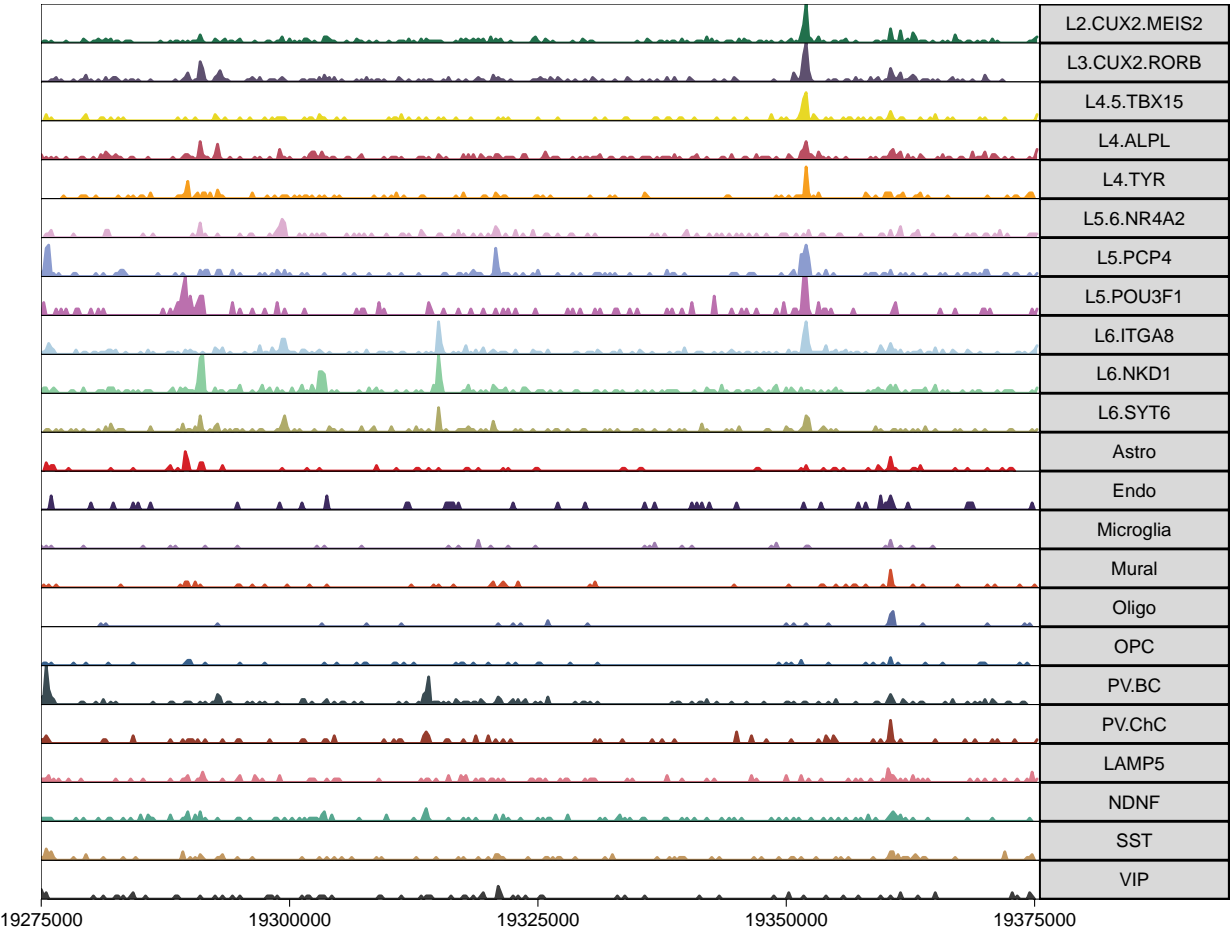 L2.CUX2.MEIS2
L3.CUX2.RORB
L4.5.TBX15
L4.ALPL
L4.TYR
L5.6.NR4A2
L5.PCP4
L5.POU3F1
L6.ITGA8
L6.NKD1
L6.SYT6
Astro
Endo
Microglia
Mural
Oligo
OPC
PV.BC
PV.ChC
LAMP5
NDNF
SST
VIP
19275000 19300000 19325000 19350000 19375000